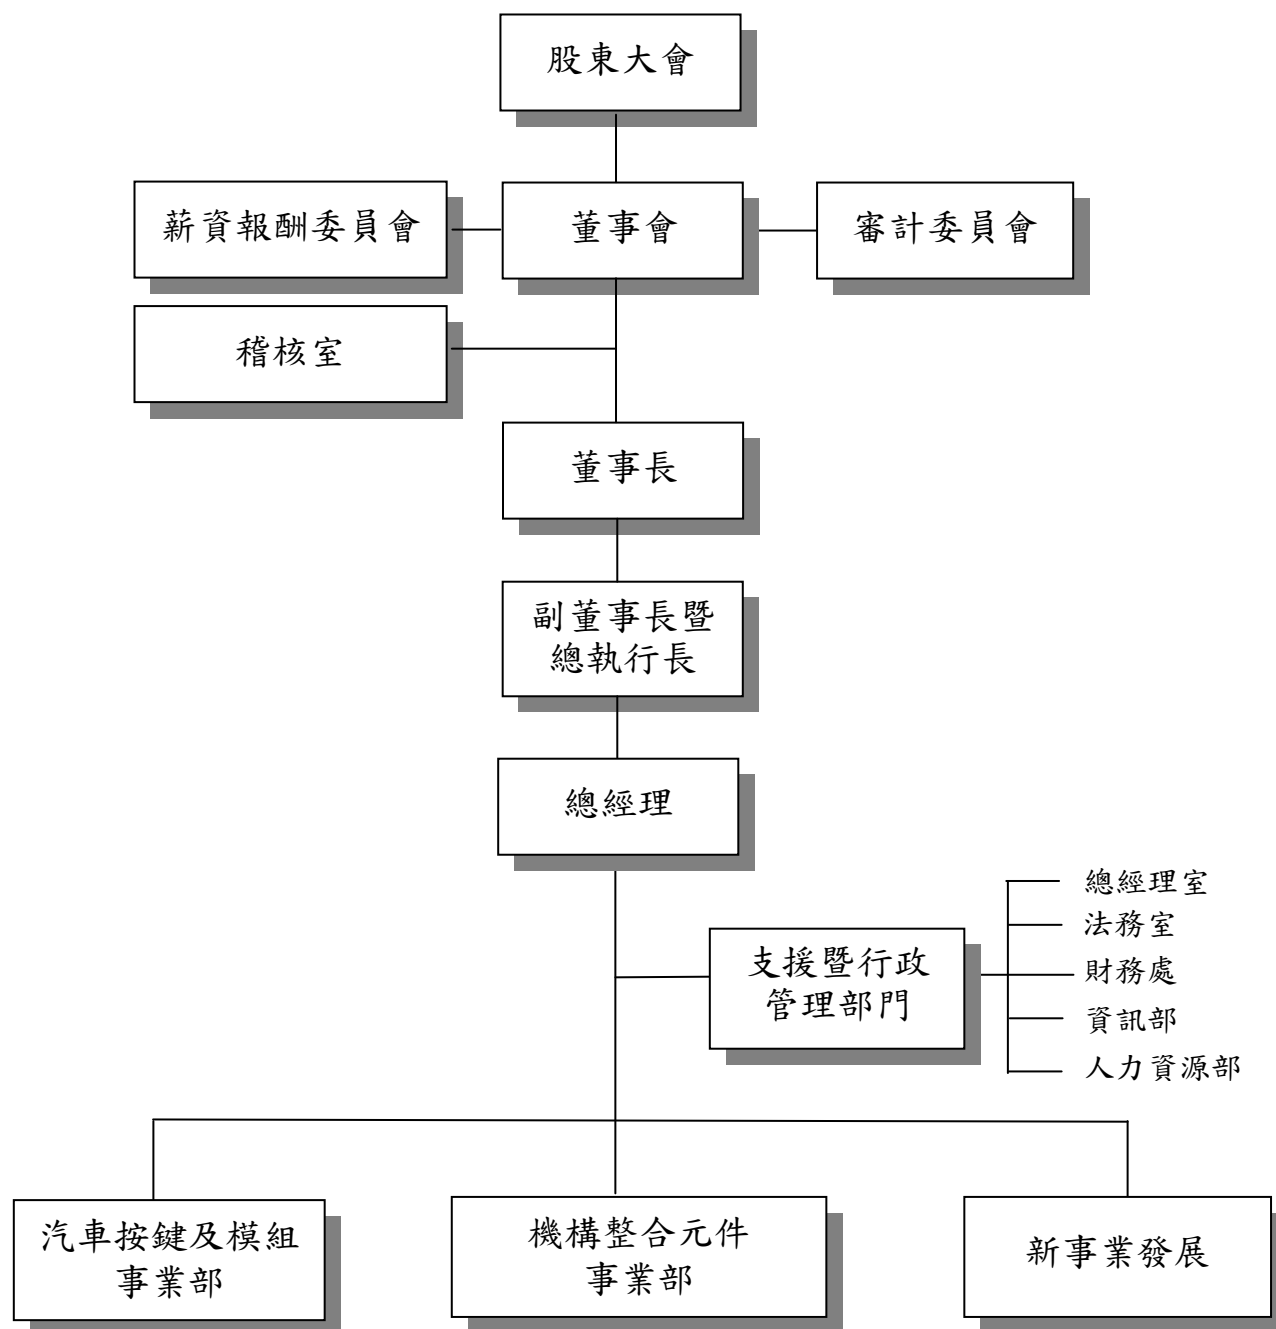 股東大會
薪資報酬委員會
董事會
審計委員會
稽核室
董事長
副董事長暨
總執行長
總經理
支援暨行政
管理部門
總經理室
法務室
財務處
資訊部
人力資源部
汽車按鍵及模組
事業部
機構整合元件
事業部
新事業發展